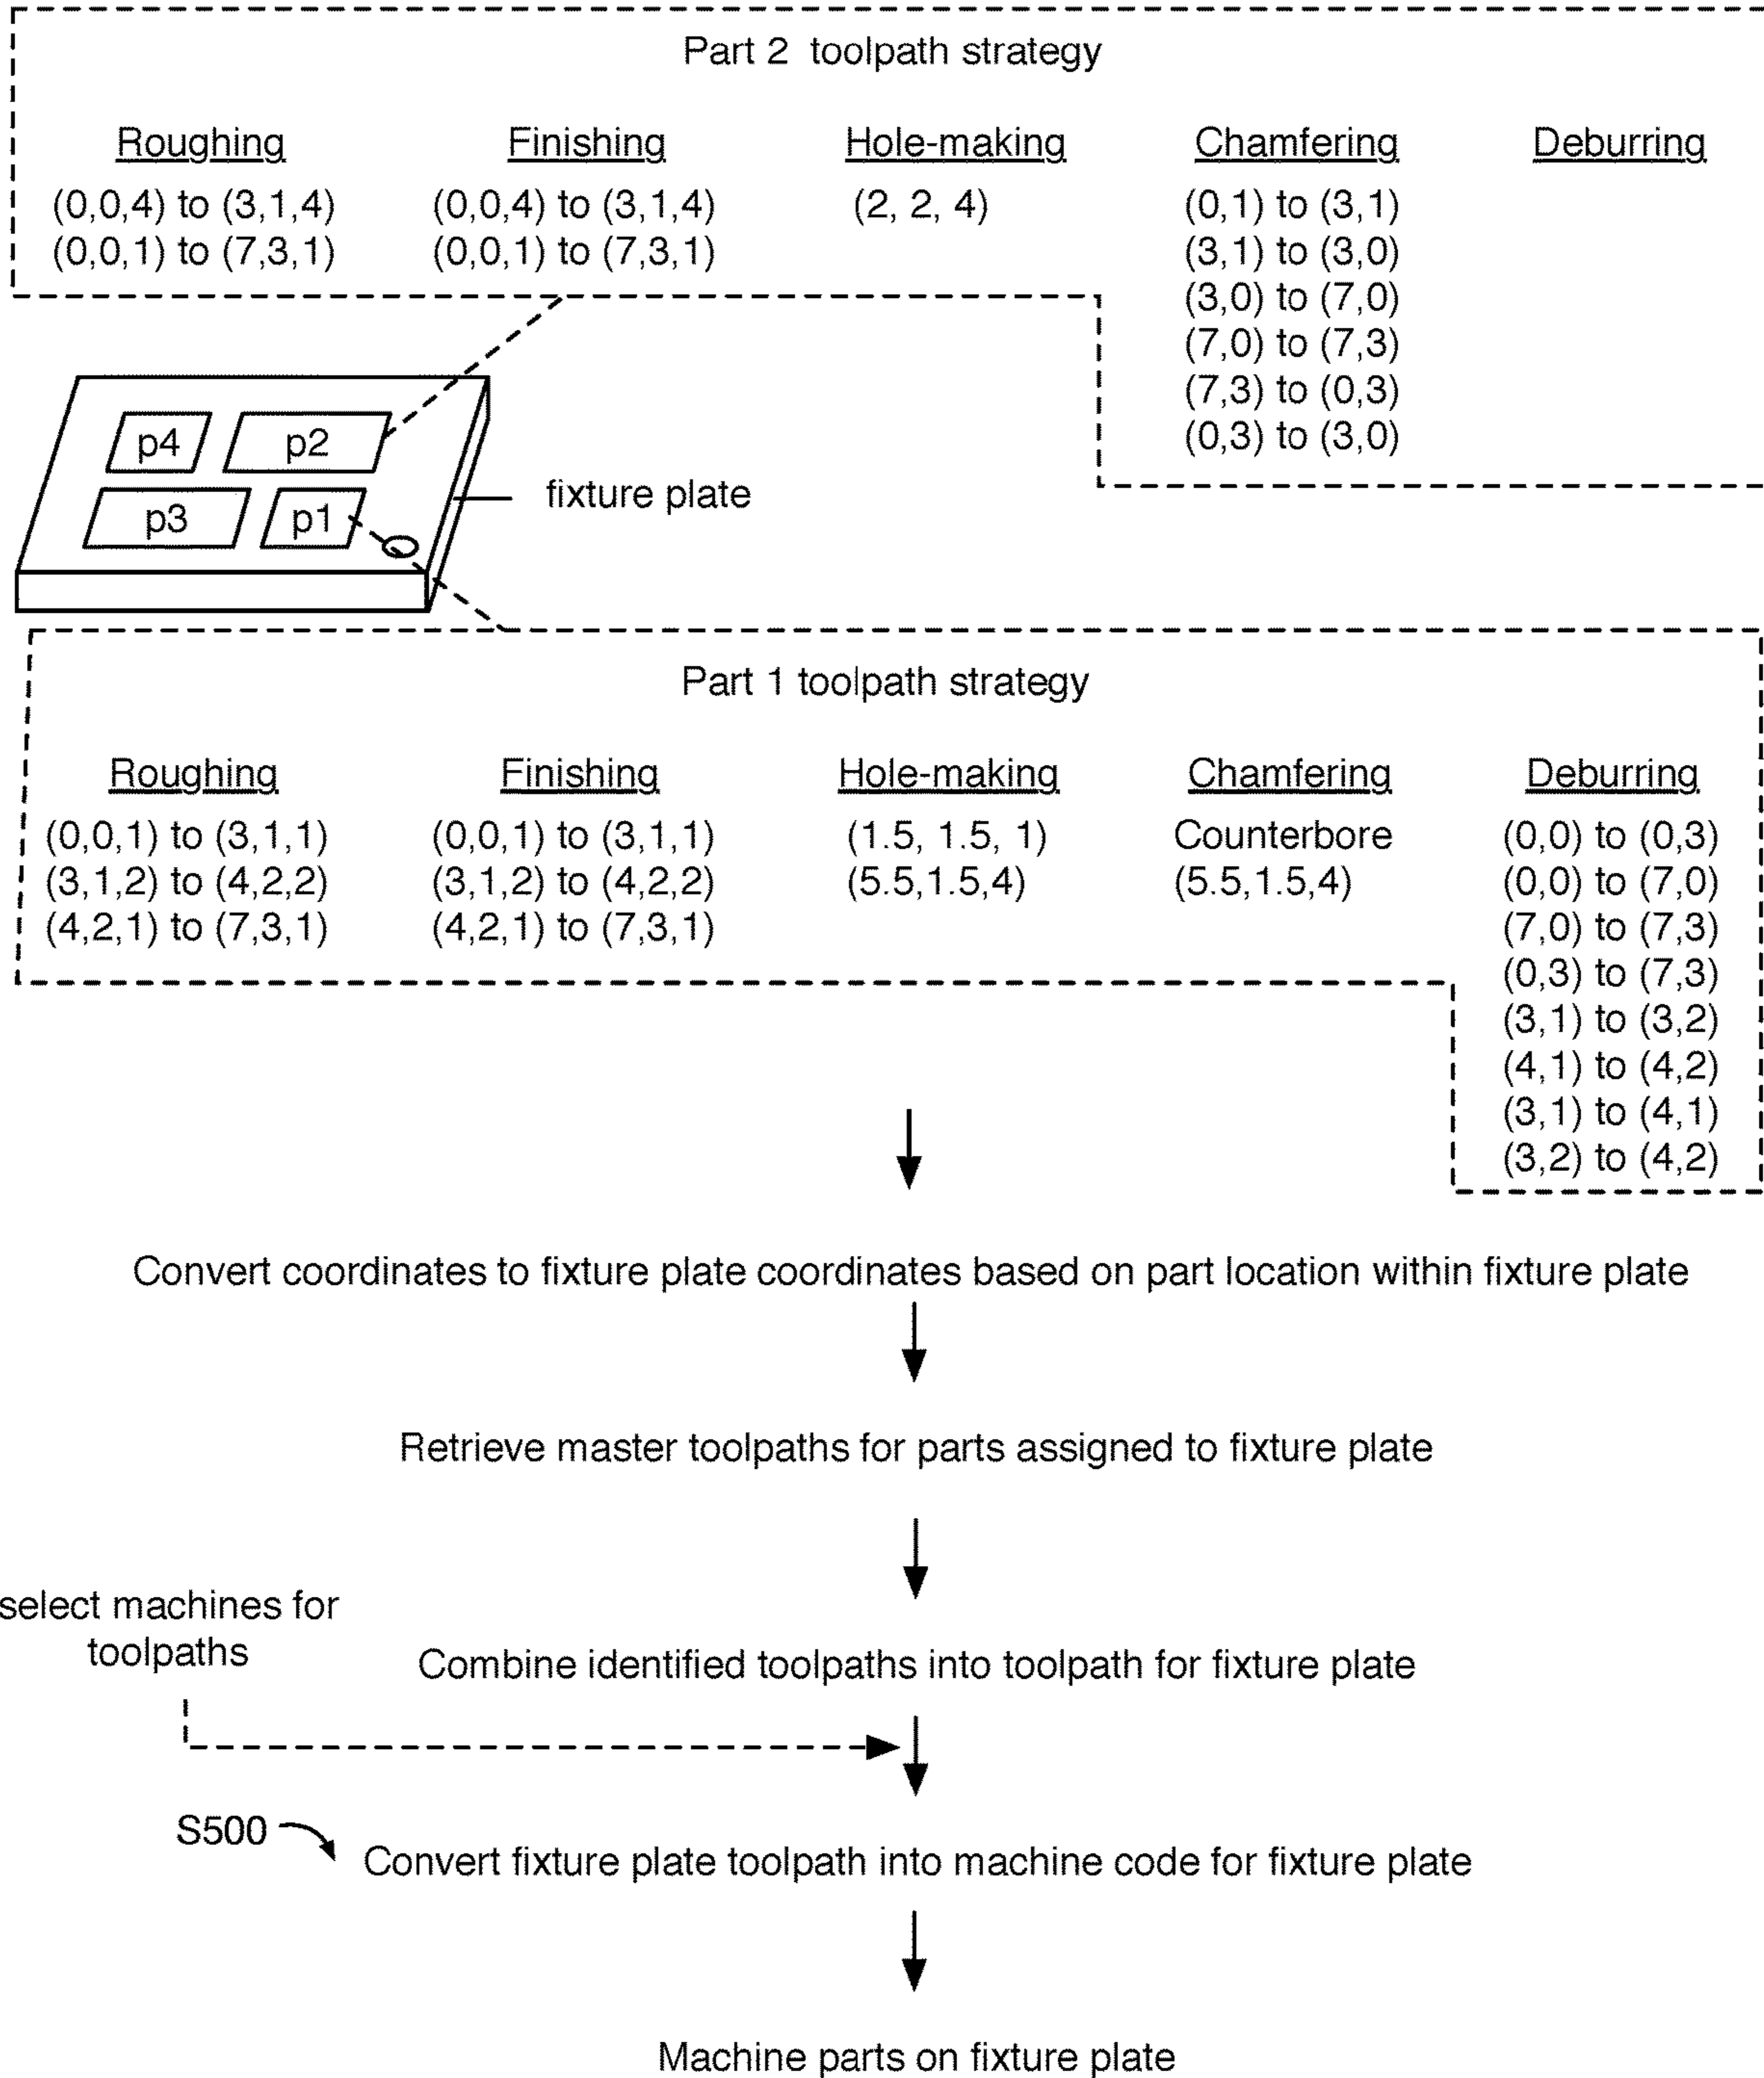 Part 2 toolpath strategy
Roughing Finishing Hole-making Chamfering Deburring
(0,0,4) to (3,1,4) (0,0,4) to (3,1,4) (2, 2, 4) (0,1) to (3,1)
(0,0,1) to (7,3,1) (0,0,1) to (7,3,1) (3,1) to (3,0)
(3,0) to (7,0)
(7,0) to (7,3)
(7,3) to (0,3)
(0,3) to (3,0)
p4 p2
fixture plate
p3 p1
Part 1 toolpath strategy
Roughing Finishing Hole-making Chamfering Deburring
(0,0,1) to (3,1,1) (0,0,1) to (3,1,1) (1.5, 1.5, 1) Counterbore (0,0) to (0,3)
(3,1,2) to (4,2,2) (3,1,2) to (4,2,2) (5.5,1.5,4) (5.5,1.5,4) (0,0) to (7,0)
(4,2,1) to (7,3,1) (4,2,1) to (7,3,1) (7,0) to (7,3)
(0,3) to (7,3)
(3,1) to (3,2)
(4,1) to (4,2)
(3,1) to (4,1)
(3,2) to (4,2)
Convert coordinates to fixture plate coordinates based on part location within fixture plate
Retrieve master toolpaths for parts assigned to fixture plate
select machines for
toolpaths
Combine identified toolpaths into toolpath for fixture plate
S500
Convert fixture plate toolpath into machine code for fixture plate
Machine parts on fixture plate